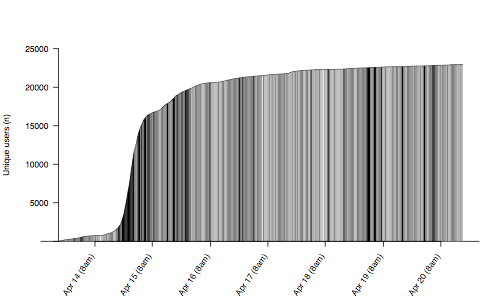 Unique users (n)
25000
20000
15000
10000
5000
Apr 14 (8am)
Apr 15 (8am)
Apr 16 (8am)
Apr 17 (8am)
Apr 18 (8am)
Apr 19 (8am)
Apr 20 (8am)